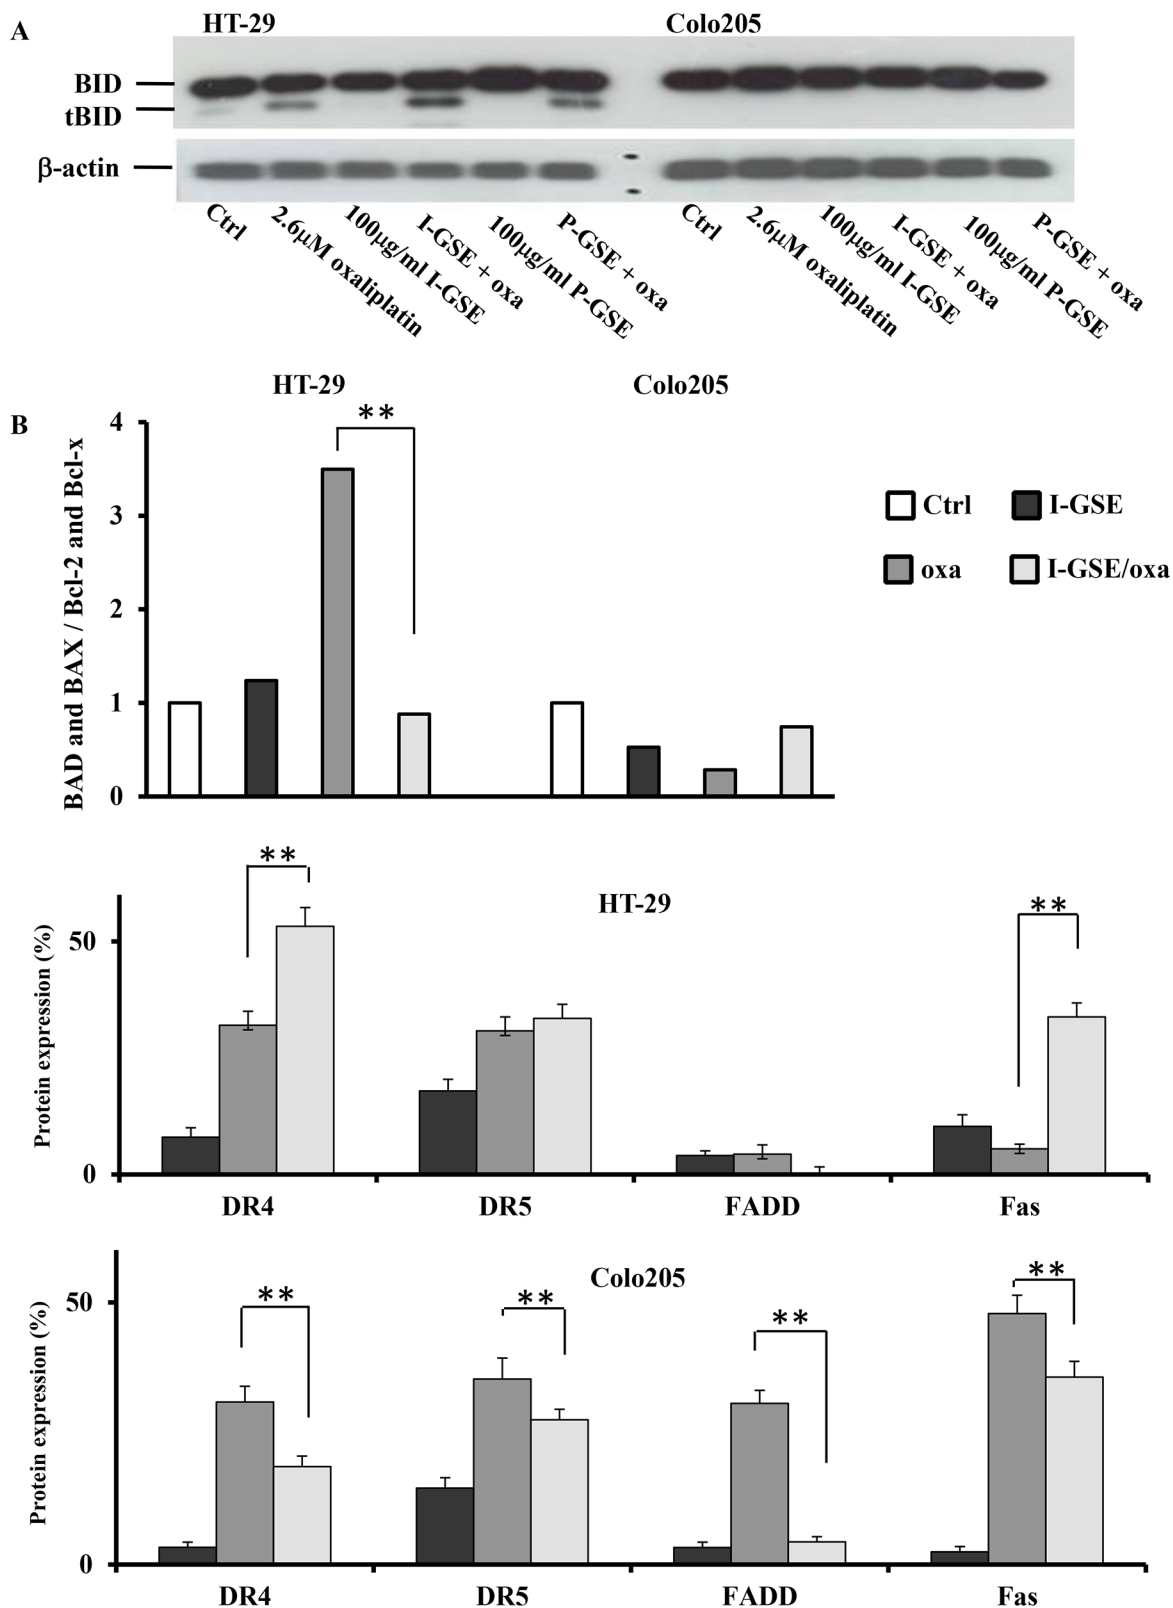 A
HT-29 Colo205
BID
tBID
β-actin
Ctrl 2.6µM oxaliplatin 100µg/ml I-GSE I-GSE + oxa 100µg/ml P-GSE P-GSE + oxa Ctrl 2.6µM oxaliplatin 100µg/ml I-GSE I-GSE + oxa 100µg/ml P-GSE P-GSE + oxa
HT-29 Colo205
B
BAD and BAX / Bcl-2 and Bcl-x
4
3
2
1
0
**
Ctrl I-GSE
oxa I-GSE/oxa
HT-29
Protein expression (%)
50
0
** **
DR4 DR5 FADD Fas
Colo205
Protein expression (%)
50
0
** ** ** **
DR4 DR5 FADD Fas